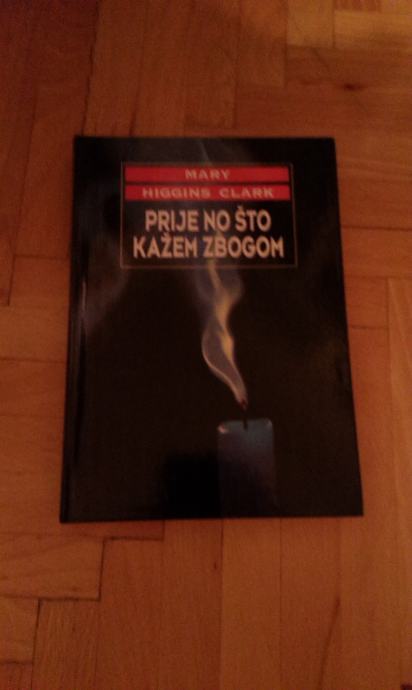 MARY
HIGGINS CLARK
PRIJE NO ŠTO
KAŽEM ZBOGOM